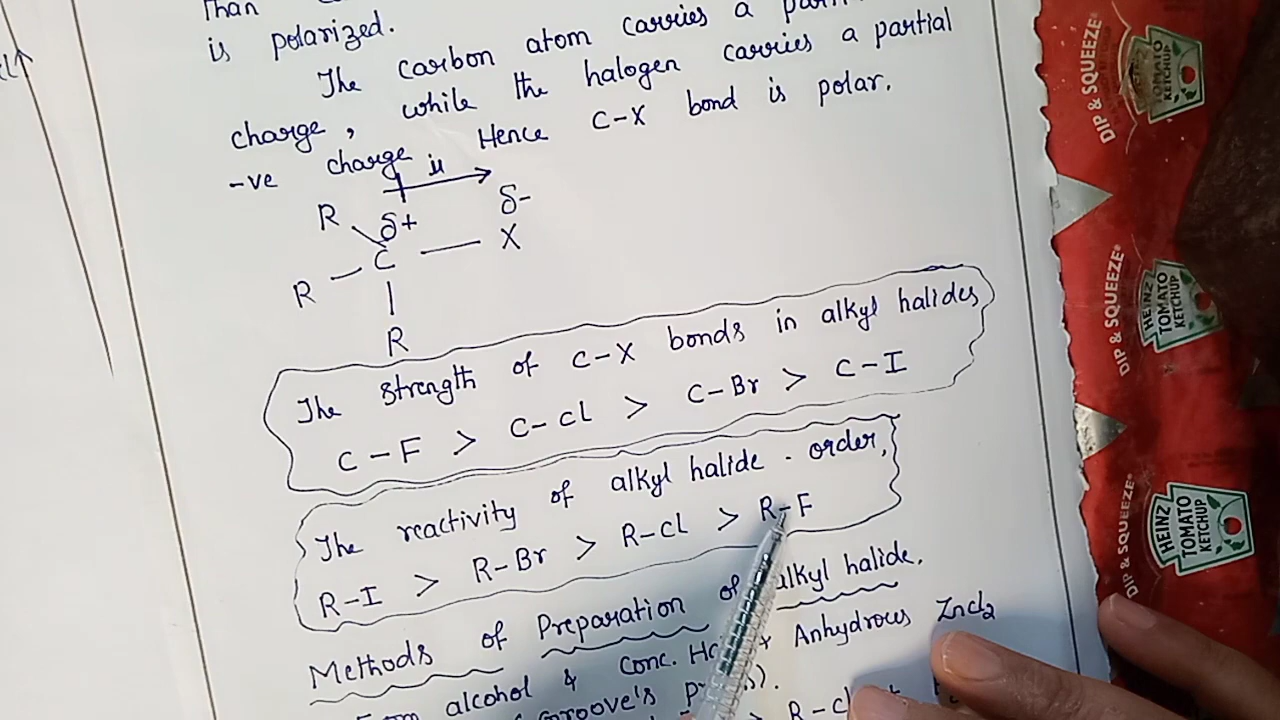 Than
is polarized.
The carbon atom carries a
charge, while the halogen carries a partial
-ve charge. Hence C-X bond is polar.
μ
R δ+ δ-
R - C — X
R
The strength of C-X bonds in alkyl halides
C-F > C-Cl > C-Br > C-I
The reactivity of alkyl halide - order,
R-I > R-Br > R-Cl > R-F
Methods of Preparation of alkyl halide.
alcohol & Conc. Anhydrous ZnCl2
Groove's
> R-Cl
DIP & SQUEEZE®
HEINZ
TOMATO
KETCHUP
DIP & SQUEEZE®
HEINZ
TOMATO
KETCHUP
DIP & SQUEEZE®
HEINZ
TOMATO
KETCHUP